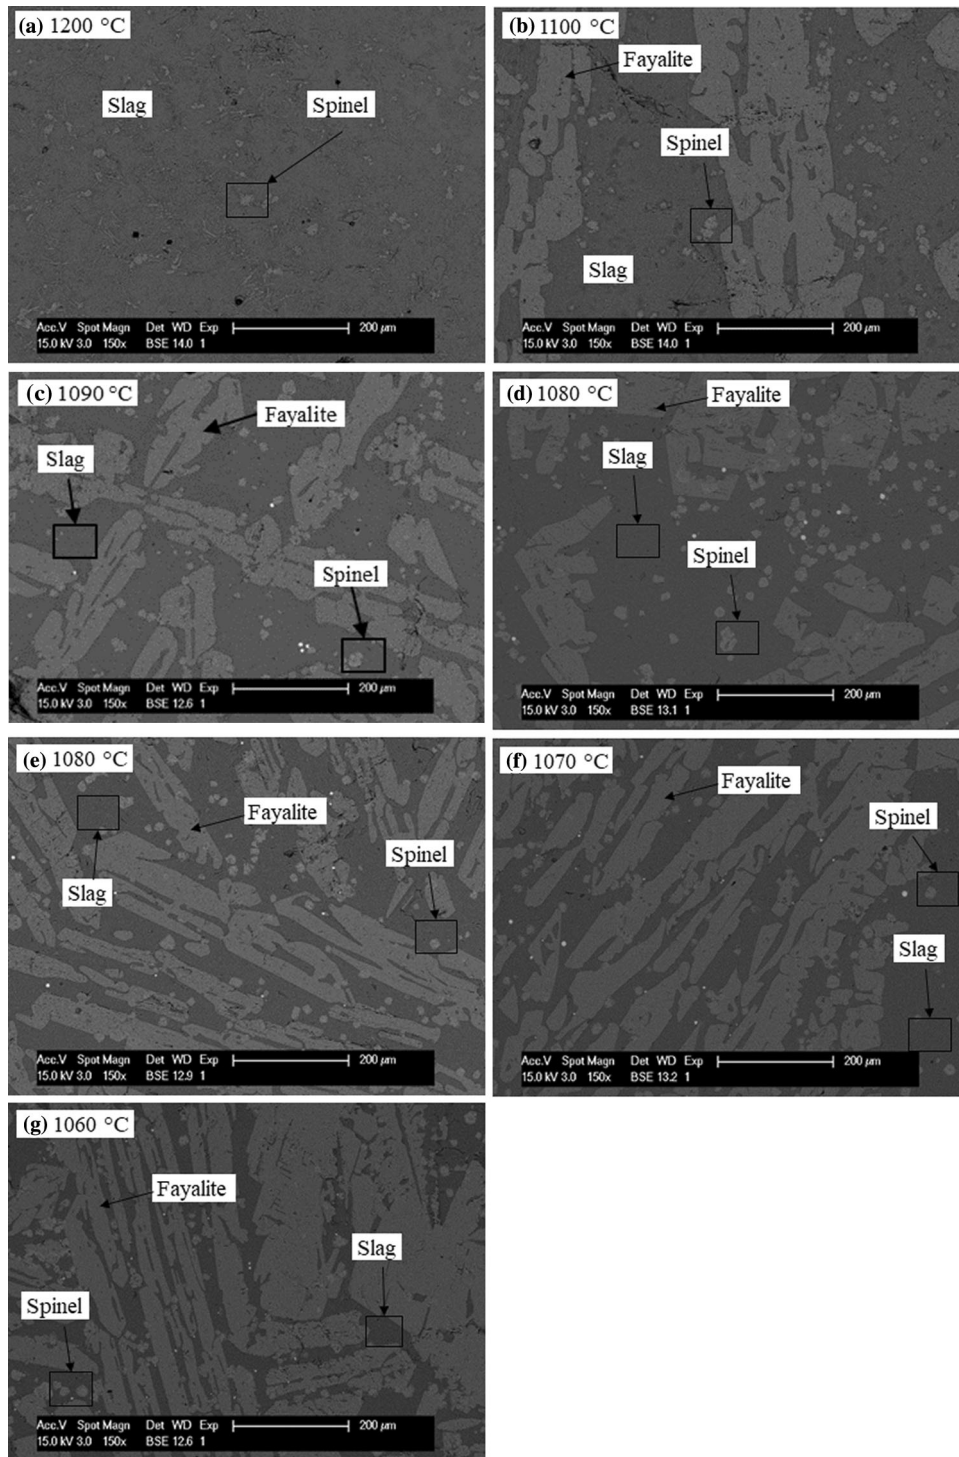 (a) 1200 °C
Slag
Spinel
Acc.V Spot Magn Det WD Exp 200 µm
15.0 kV 3.0 150x BSE 14.0 1
(b) 1100 °C
Fayalite
Spinel
Slag
Acc.V Spot Magn Det WD Exp 200 µm
15.0 kV 3.0 150x BSE 14.0 1
(c) 1090 °C
Fayalite
Slag
Spinel
Acc.V Spot Magn Det WD Exp 200 µm
15.0 kV 3.0 150x BSE 12.6 1
(d) 1080 °C
Fayalite
Slag
Spinel
Acc.V Spot Magn Det WD Exp 200 µm
15.0 kV 3.0 150x BSE 13.1 1
(e) 1080 °C
Fayalite
Spinel
Slag
Acc.V Spot Magn Det WD Exp 200 µm
15.0 kV 3.0 150x BSE 12.9 1
(f) 1070 °C
Fayalite
Spinel
Slag
Acc.V Spot Magn Det WD Exp 200 µm
15.0 kV 3.0 150x BSE 13.2 1
(g) 1060 °C
Fayalite
Slag
Spinel
Acc.V Spot Magn Det WD Exp 200 µm
15.0 kV 3.0 150x BSE 12.6 1